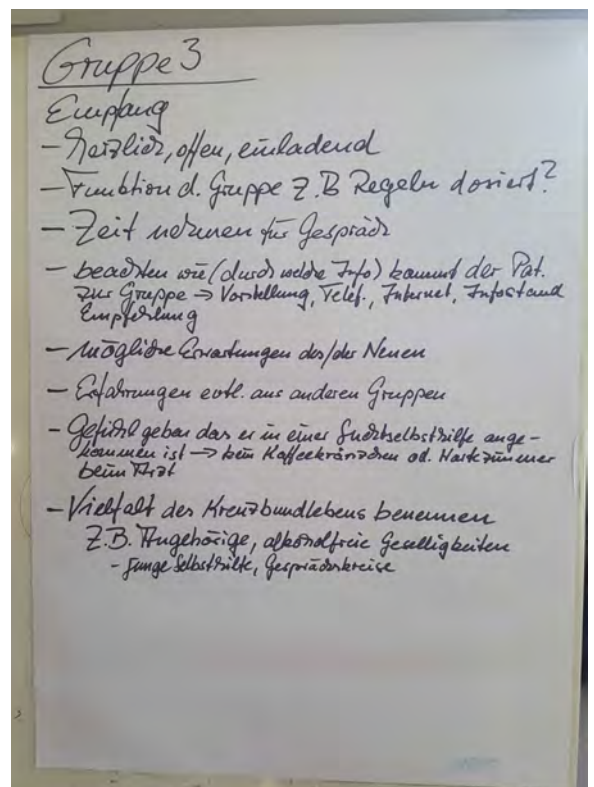 Gruppe 3
Empfang
- Herzlich, offen, einladend
- Funktion d. Gruppe z.B Regeln dosiert?
- Zeit nehmen für Gespräch
- beachten wie (durch welche Info) kommt der Pat.
zur Gruppe → Vorstellung, Telef., Internet, Infostand
Empfehlung
- mögliche Erwartungen des/der Neuen
- Erfahrungen evtl. aus anderen Gruppen
- Gefühl geben das er in einer Suchtselbsthilfe ange-
kommen ist → kein Kaffeekränzchen od. Wartezimmer
beim Arzt
- Vielfalt des Kreuzbundlebens benennen
Z.B. Angehörige, alkoholfreie Geselligkeiten
- Junge Selbsthilfe, Gesprächskreise